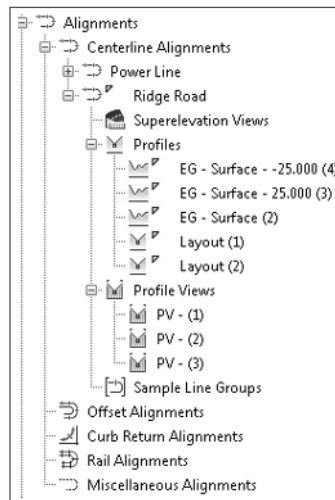 Alignments
Centerline Alignments
Power Line
Ridge Road
Superelevation Views
Profiles
EG - Surface - -25.000 (4)
EG - Surface - 25.000 (3)
EG - Surface (2)
Layout (1)
Layout (2)
Profile Views
PV - (1)
PV - (2)
PV - (3)
Sample Line Groups
Offset Alignments
Curb Return Alignments
Rail Alignments
Miscellaneous Alignments